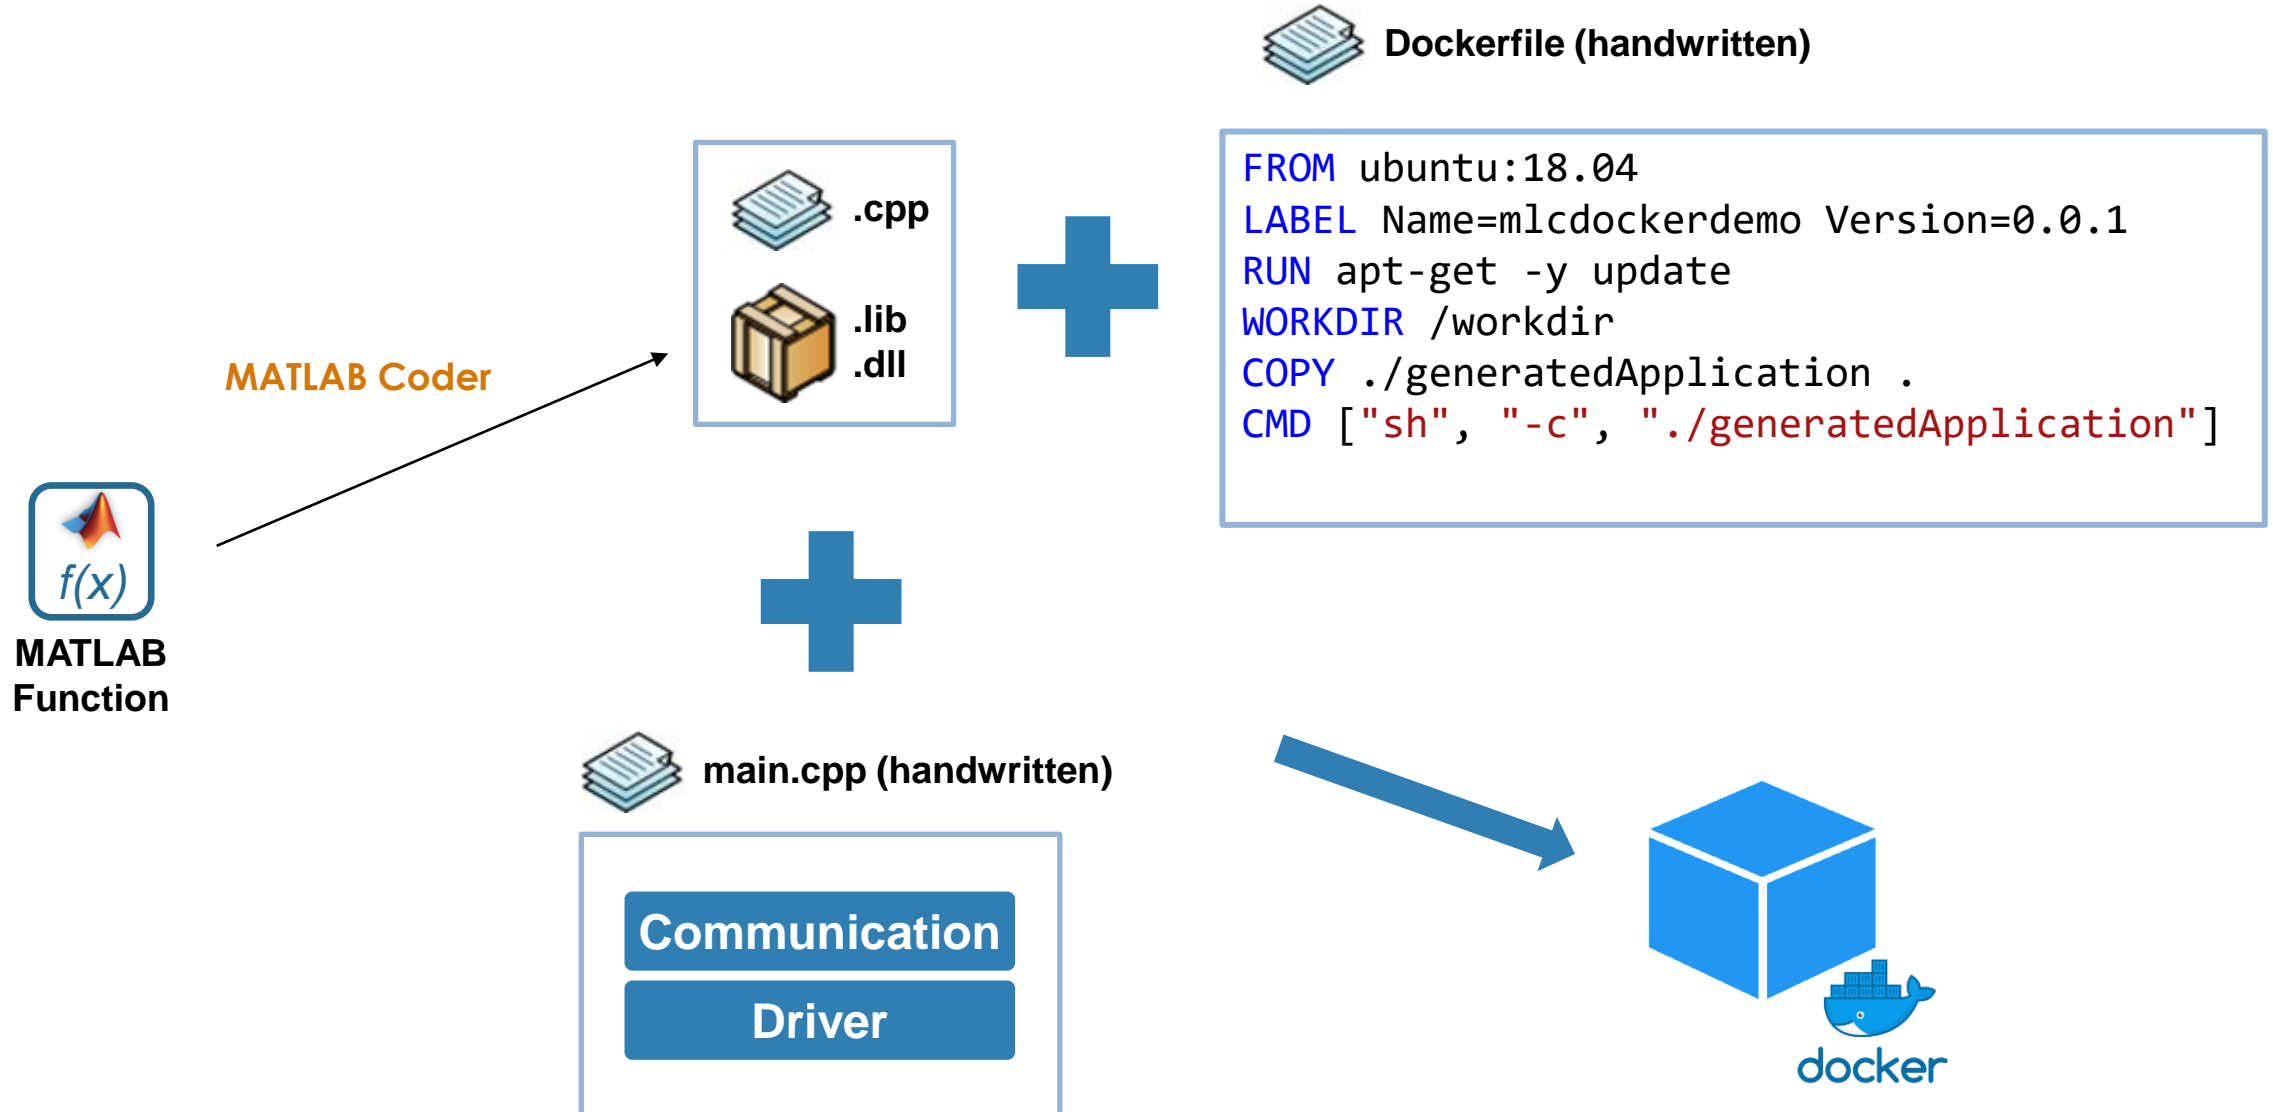 Dockerfile (handwritten)
FROM ubuntu:18.04
LABEL Name=mlcdockerdemo Version=0.0.1
RUN apt-get -y update
WORKDIR /workdir
COPY ./generatedApplication .
CMD ["sh", "-c", "./generatedApplication"]
.cpp
.lib
.dll
MATLAB Coder
f(x)
MATLAB
Function
main.cpp (handwritten)
Communication
Driver
docker